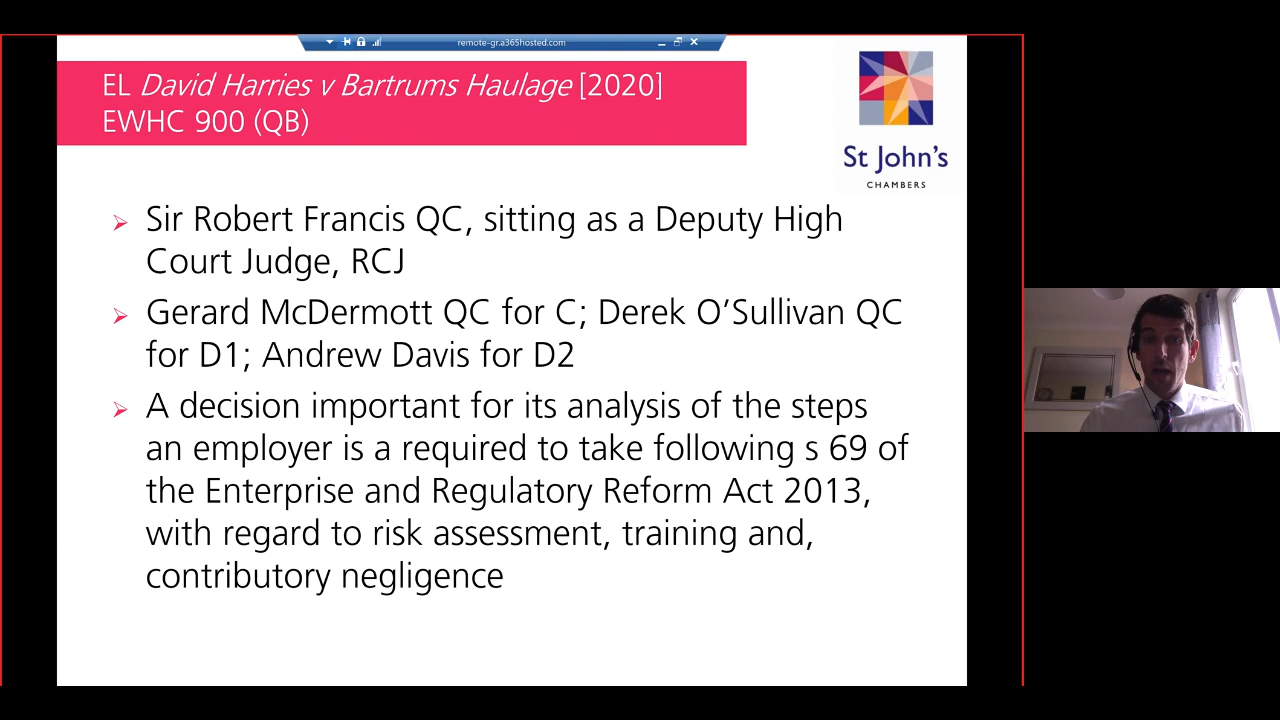 remote-gr.a365hosted.com
EL David Harries v Bartrums Haulage [2020]
EWHC 900 (QB)
St John's
CHAMBERS
➢ Sir Robert Francis QC, sitting as a Deputy High
Court Judge, RCJ
➢ Gerard McDermott QC for C; Derek O’Sullivan QC
for D1; Andrew Davis for D2
➢ A decision important for its analysis of the steps
an employer is a required to take following s 69 of
the Enterprise and Regulatory Reform Act 2013,
with regard to risk assessment, training and,
contributory negligence